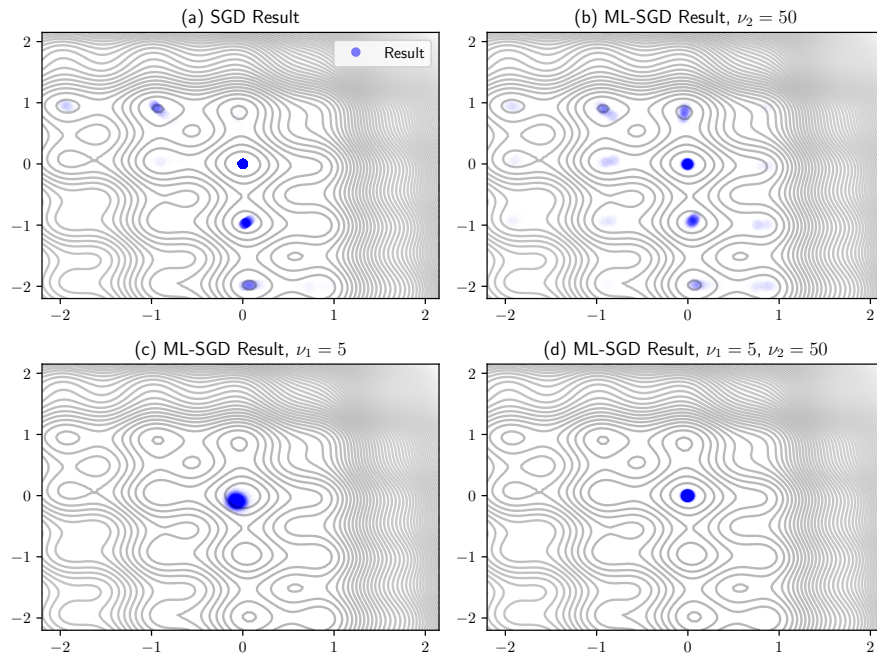 (a) SGD Result
(b) ML-SGD Result, ν₂ = 50
Result
2
1
0
−1
−2
−2 −1 0 1 2
2
1
0
−1
−2
−2 −1 0 1 2
(c) ML-SGD Result, ν₁ = 5
(d) ML-SGD Result, ν₁ = 5, ν₂ = 50
2
1
0
−1
−2
−2 −1 0 1 2
2
1
0
−1
−2
−2 −1 0 1 2